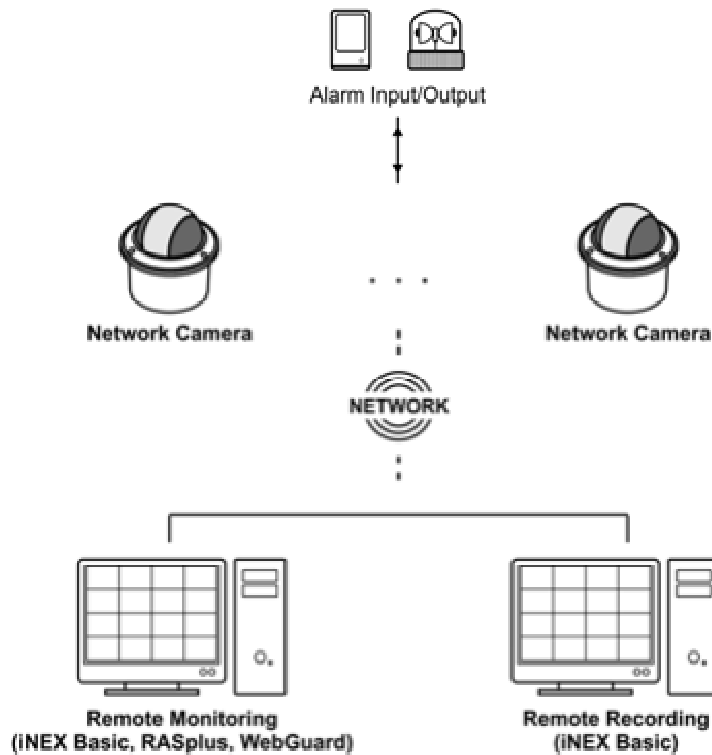 Alarm Input/Output
Network Camera
Network Camera
NETWORK
Remote Monitoring
(iNEX Basic, RASplus, WebGuard)
Remote Recording
(iNEX Basic)